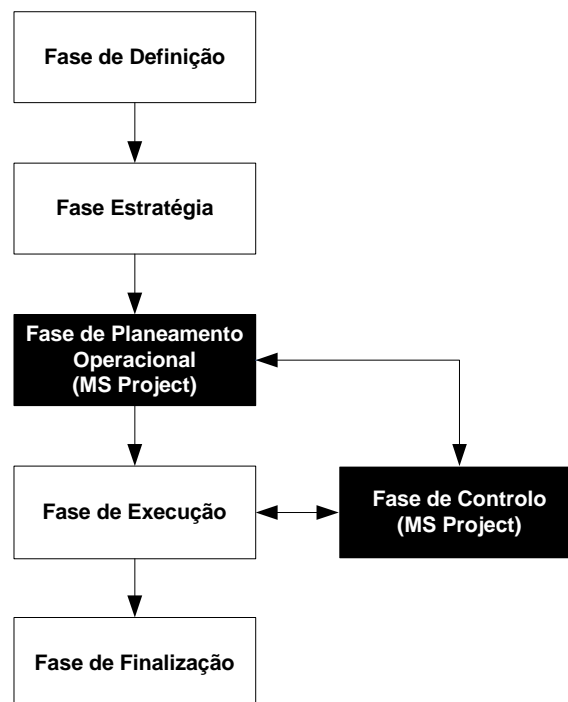 Fase de Definição
Fase Estratégia
Fase de Planeamento
Operacional
(MS Project)
Fase de Execução
Fase de Controlo
(MS Project)
Fase de Finalização